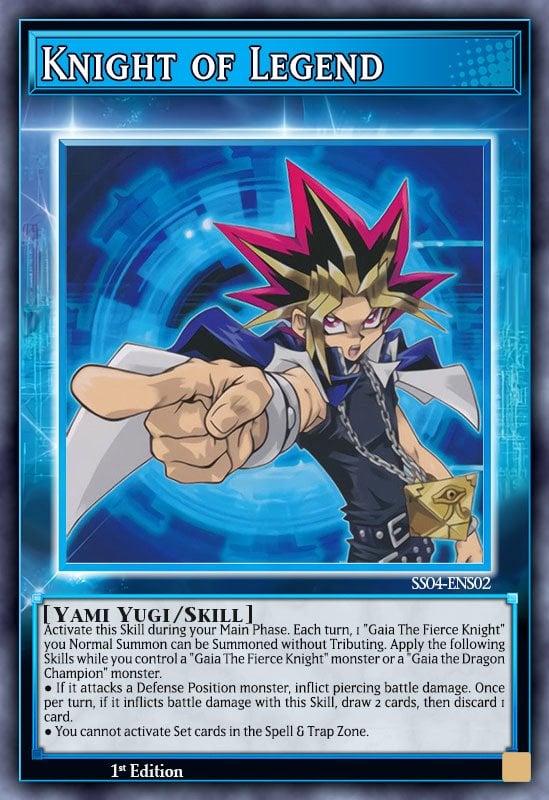 Knight of Legend
SS04-ENS02
[Yami Yugi/Skill]
Activate this Skill during your Main Phase. Each turn, 1 "Gaia The Fierce Knight"
you Normal Summon can be Summoned without Tributing. Apply the following
Skills while you control a "Gaia The Fierce Knight" monster or a "Gaia the Dragon
Champion" monster.
● If it attacks a Defense Position monster, inflict piercing battle damage. Once
per turn, if it inflicts battle damage with this Skill, draw 2 cards, then discard 1
card.
● You cannot activate Set cards in the Spell & Trap Zone.
1st Edition